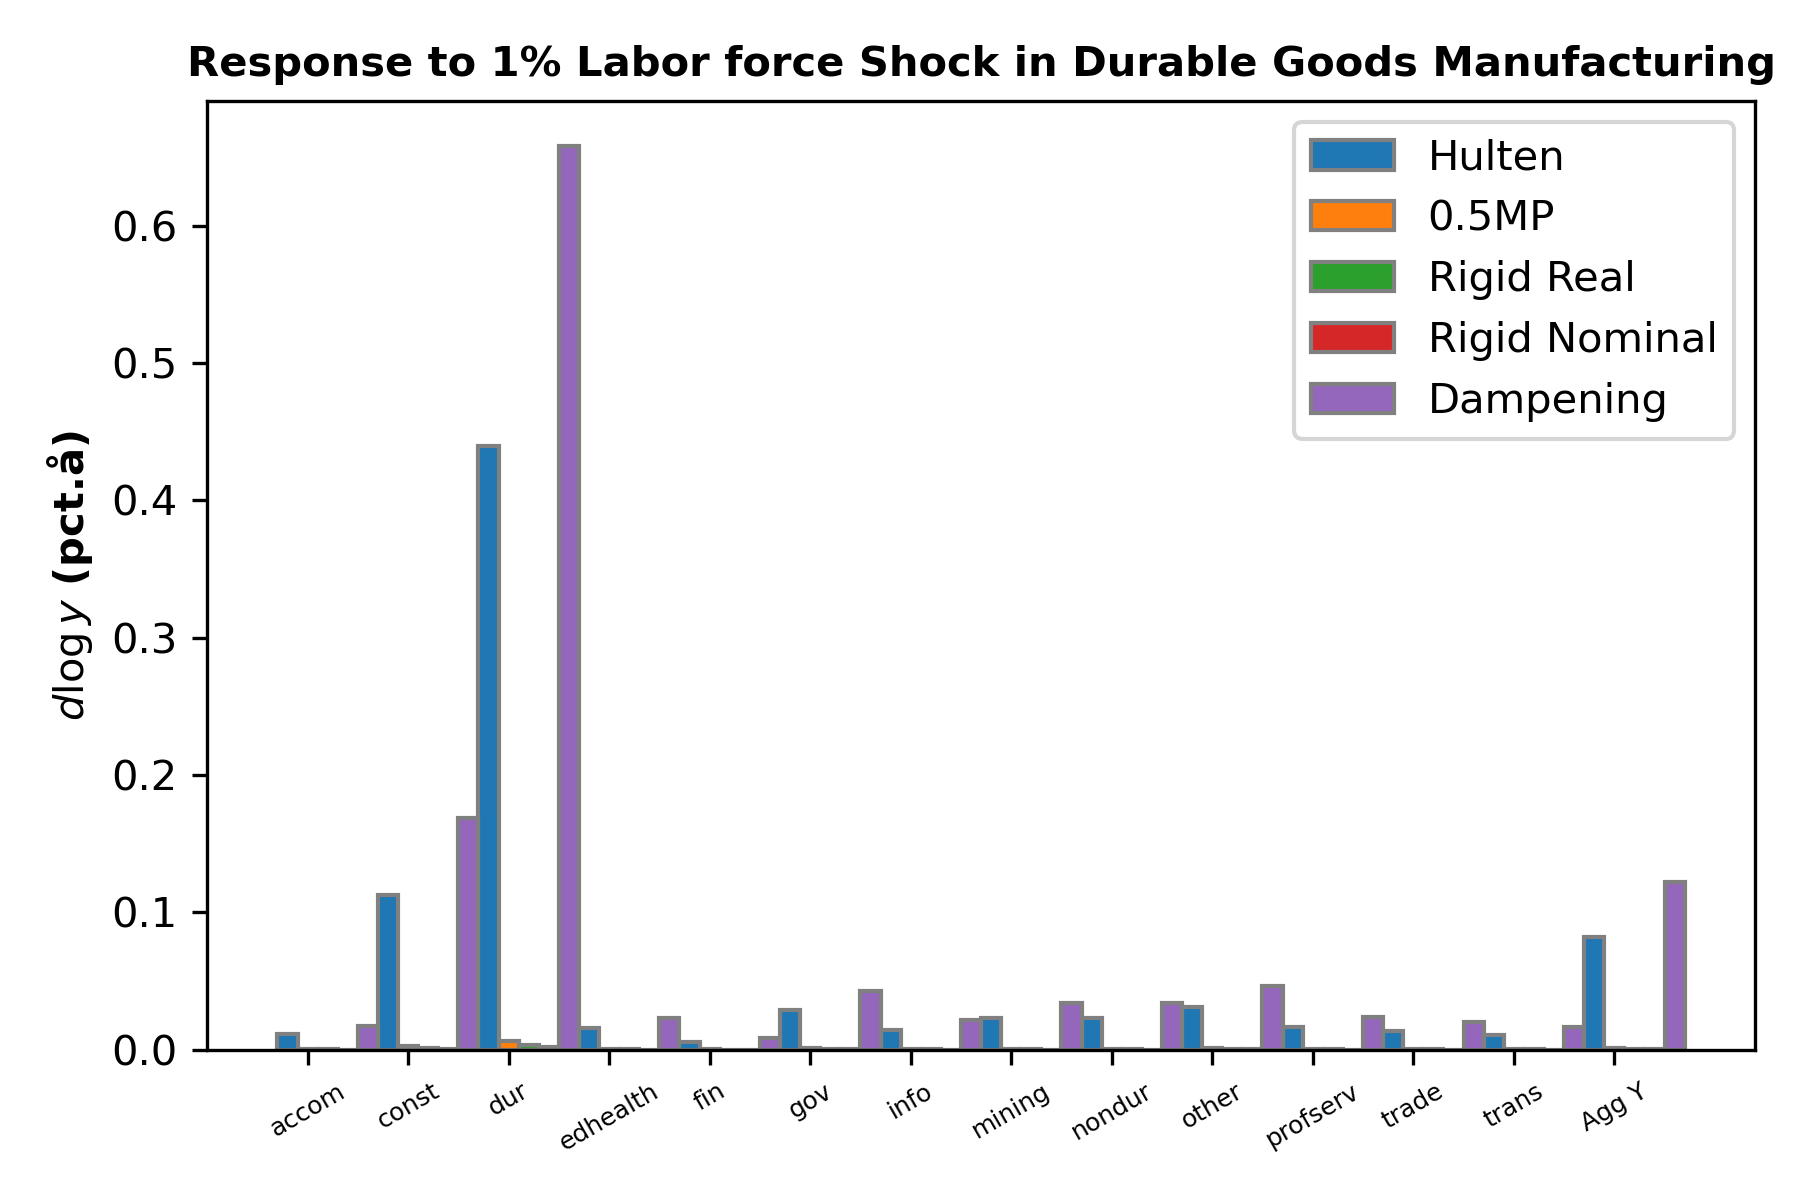 Response to 1% Labor force Shock in Durable Goods Manufacturing
Hulten
0.5MP
Rigid Real
Rigid Nominal
Dampening
dlog y (pct.å)
0.6
0.5
0.4
0.3
0.2
0.1
0.0
accom
const
dur
edhealth
fin
gov
info
mining
nondur
other
profserv
trade
trans
Agg Y